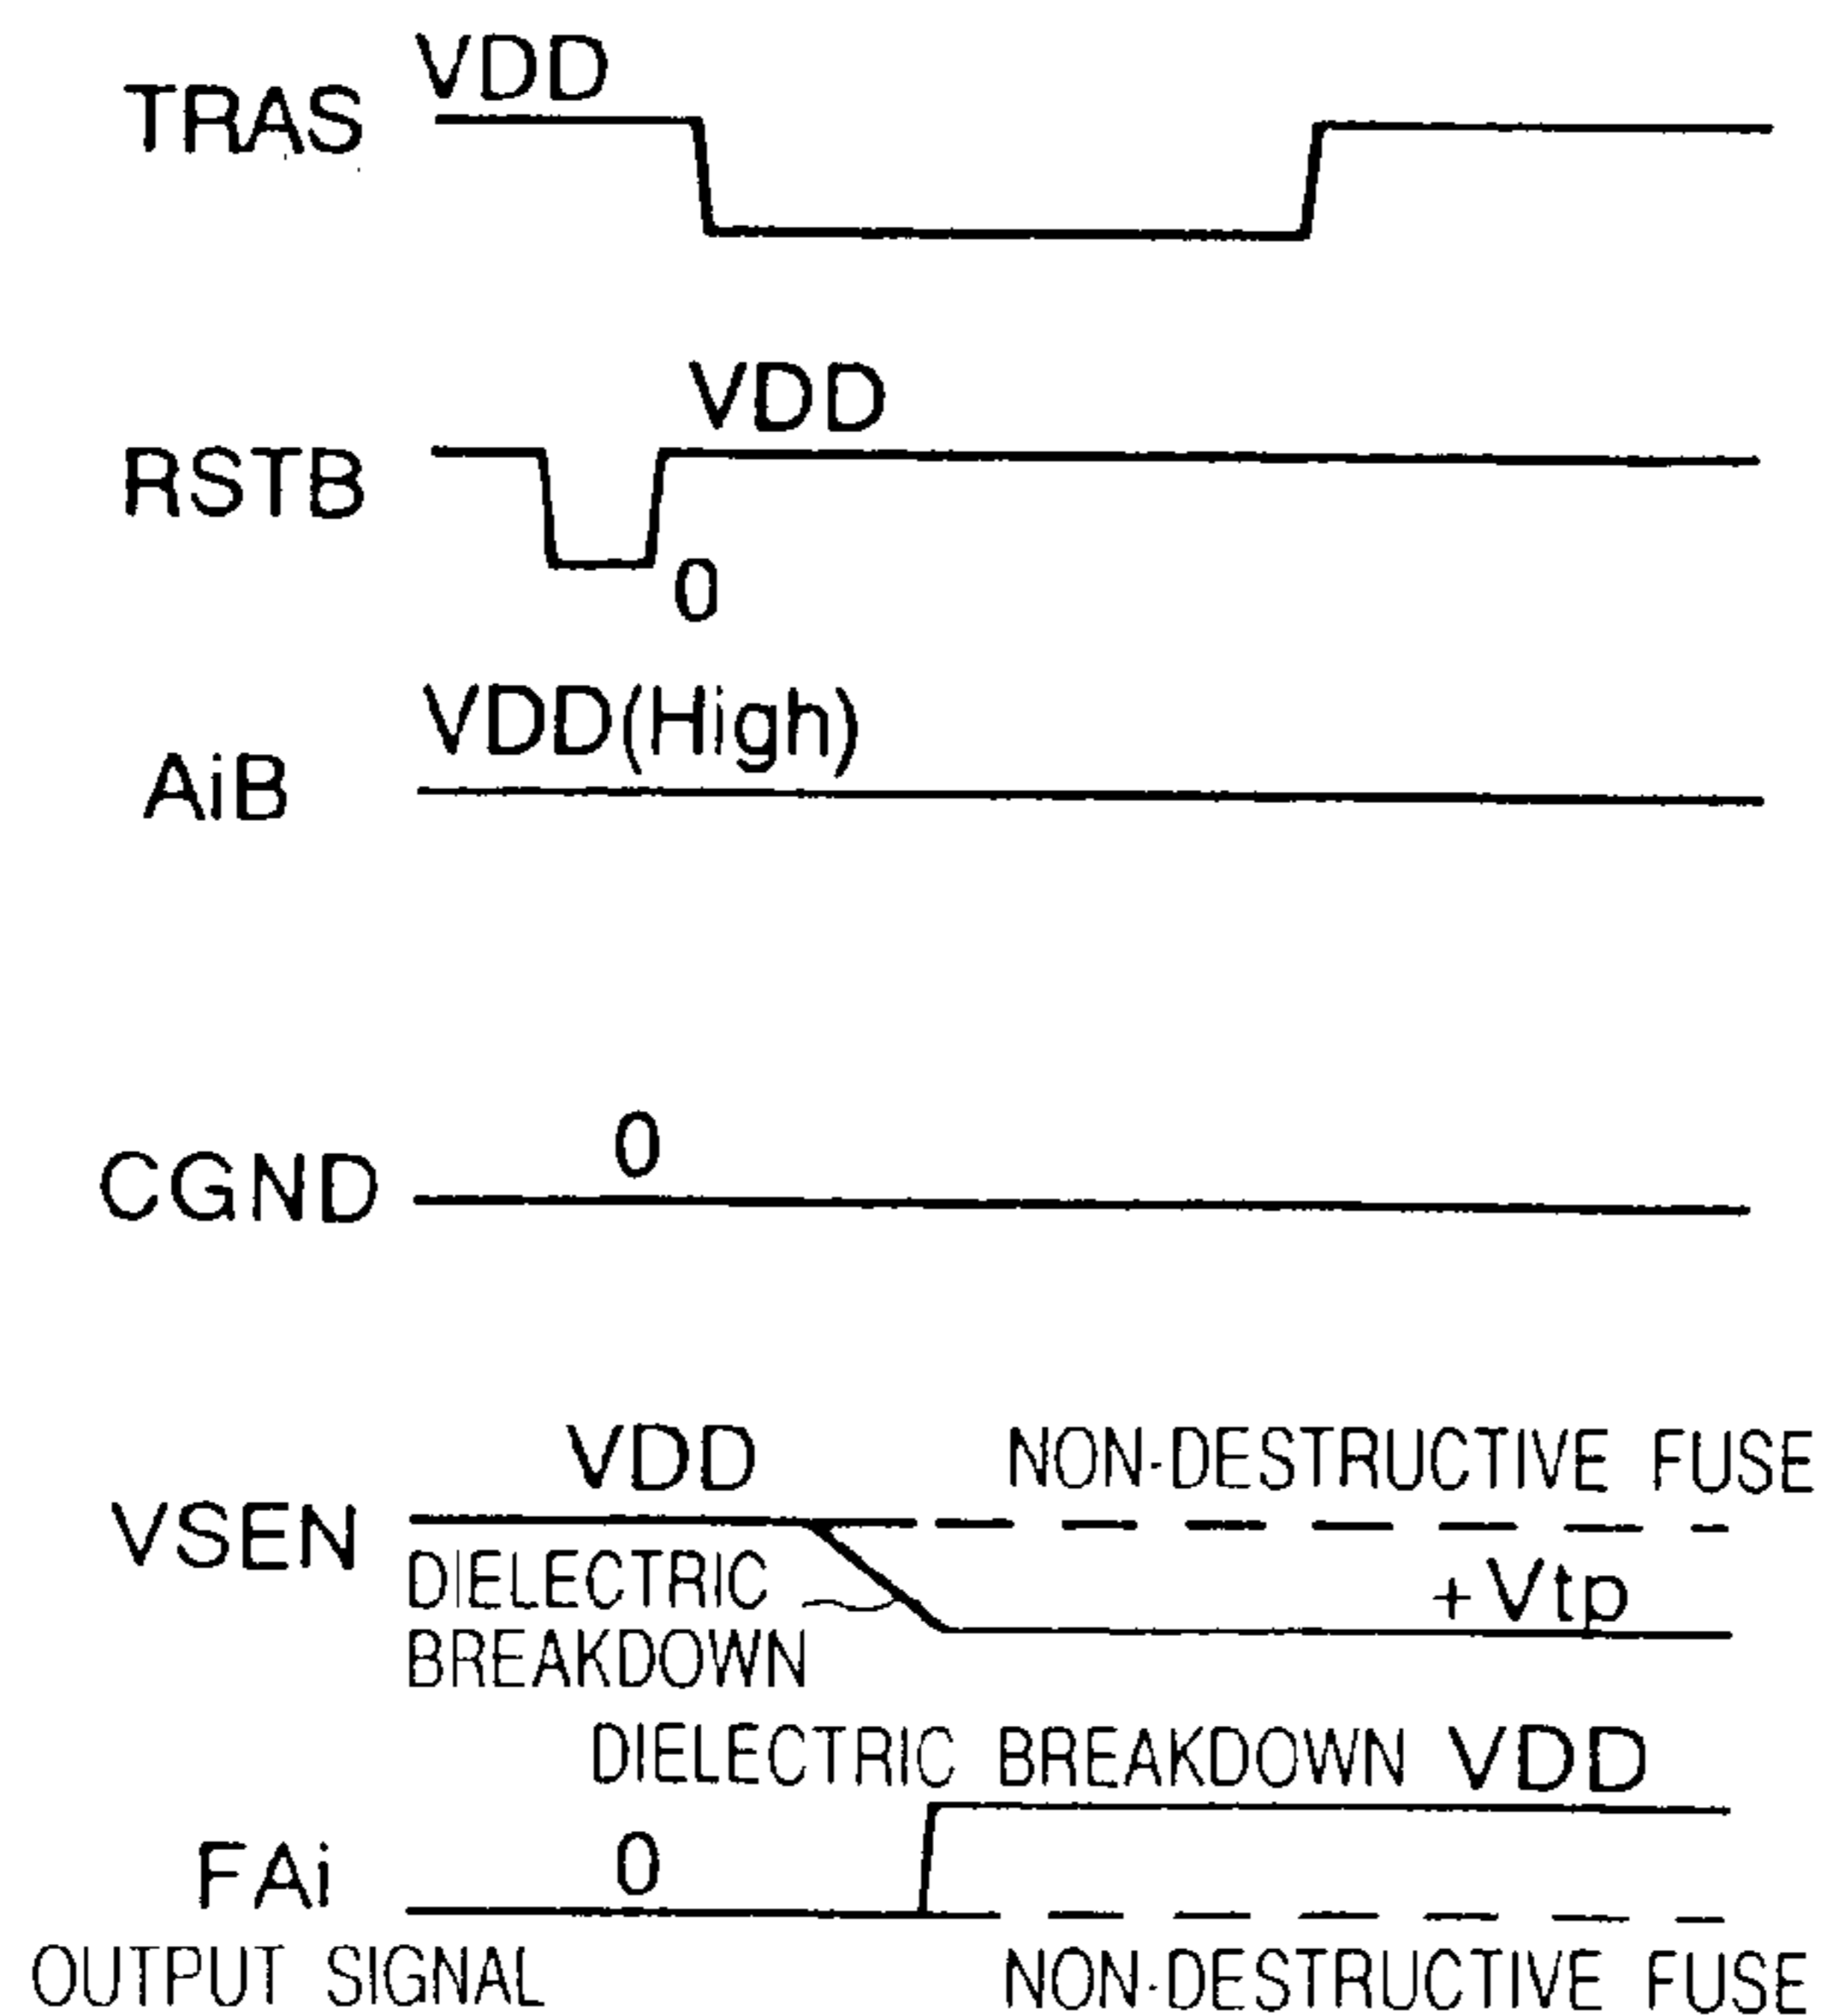 VDD
TRAS
VDD
RSTB
0
VDD(High)
AiB
0
CGND
VDD NON-DESTRUCTIVE FUSE
VSEN
DIELECTRIC +Vtp
BREAKDOWN
DIELECTRIC BREAKDOWN VDD
FAi 0
OUTPUT SIGNAL NON-DESTRUCTIVE FUSE